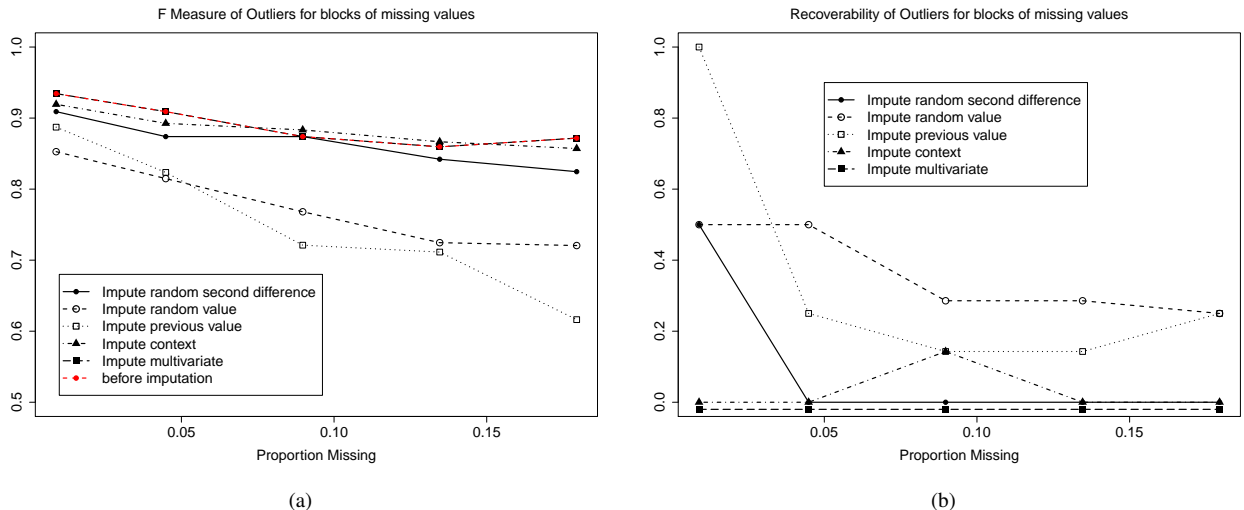 F Measure of Outliers for blocks of missing values
1.0
0.9
0.8
0.7
0.6
0.5
Impute random second difference
Impute random value
Impute previous value
Impute context
Impute multivariate
before imputation
0.05
0.10
0.15
Proportion Missing
(a)
Recoverability of Outliers for blocks of missing values
1.0
0.8
0.6
0.4
0.2
0.0
Impute random second difference
Impute random value
Impute previous value
Impute context
Impute multivariate
0.05
0.10
0.15
Proportion Missing
(b)